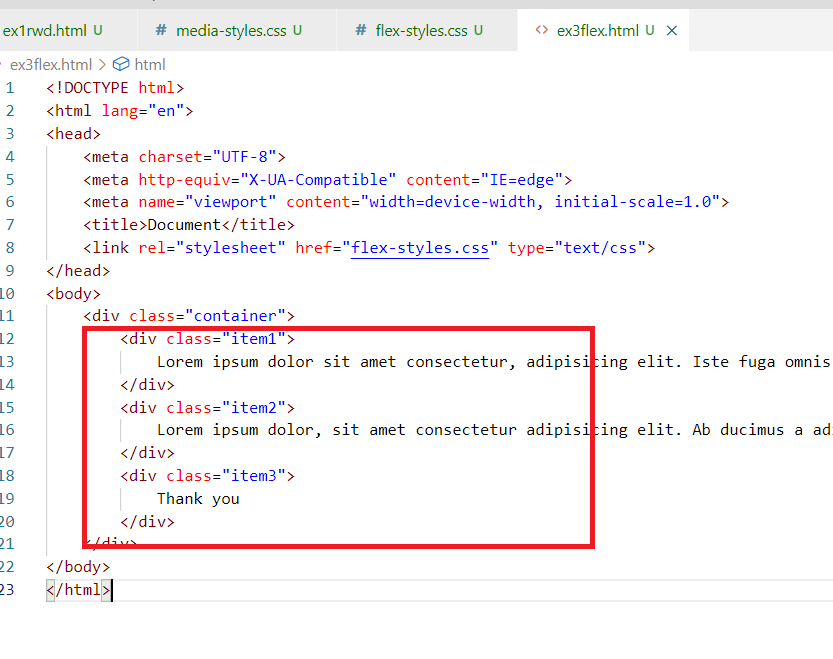 ex1rwd.html U # media-styles.css U # flex-styles.css U <> ex3flex.html U ×
ex3flex.html > html
1 <!DOCTYPE html>
2 <html lang="en">
3 <head>
4 <meta charset="UTF-8">
5 <meta http-equiv="X-UA-Compatible" content="IE=edge">
6 <meta name="viewport" content="width=device-width, initial-scale=1.0">
7 <title>Document</title>
8 <link rel="stylesheet" href="flex-styles.css" type="text/css">
9 </head>
10 <body>
11 <div class="container">
12 <div class="item1">
13 Lorem ipsum dolor sit amet consectetur, adipisicing elit. Iste fuga omnis
14 </div>
15 <div class="item2">
16 Lorem ipsum dolor, sit amet consectetur adipisicing elit. Ab ducimus a ad
17 </div>
18 <div class="item3">
19 Thank you
20 </div>
21 </div>
22 </body>
23 </html>